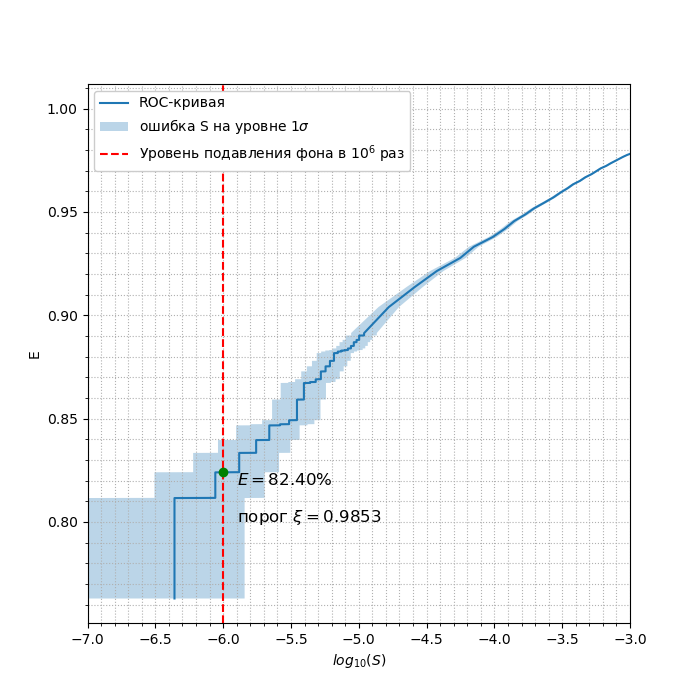 ROC-кривая
ошибка S на уровне 1σ
Уровень подавления фона в 10⁶ раз
1.00
0.95
0.90
0.85
0.80
E
E = 82.40%
порог ξ = 0.9853
−7.0 −6.5 −6.0 −5.5 −5.0 −4.5 −4.0 −3.5 −3.0
log₁₀(S)